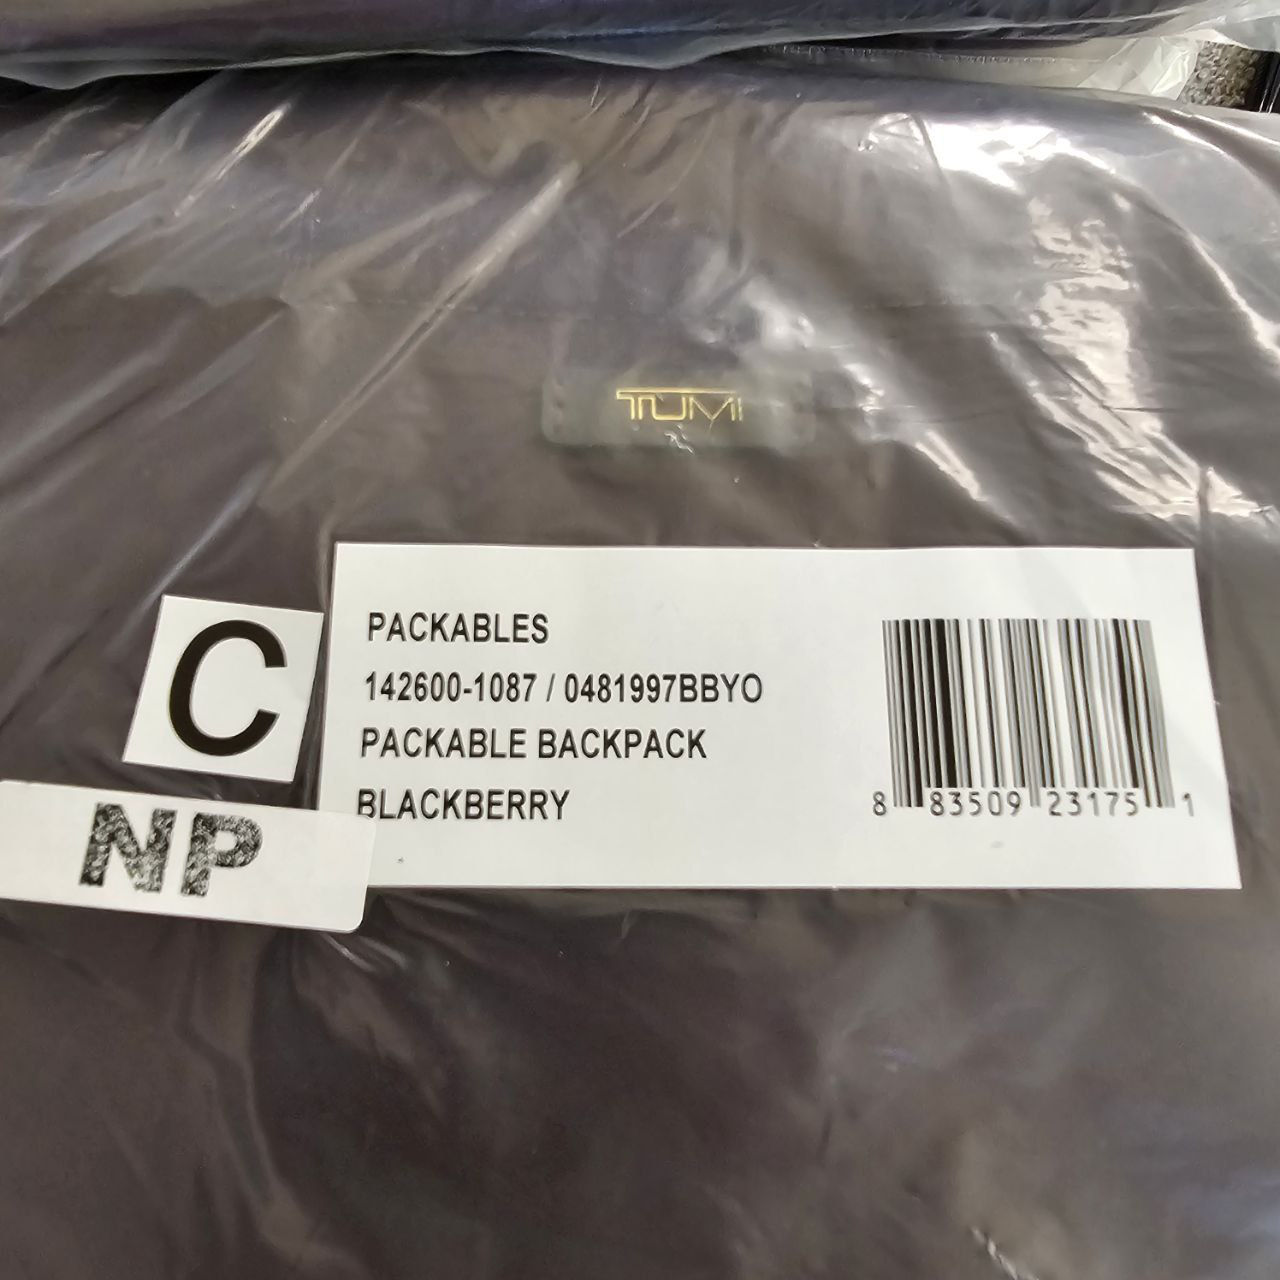 TUMI
C
NP
PACKABLES
142600-1087 / 0481997BBYO
PACKABLE BACKPACK
BLACKBERRY
8 83509 23175 1